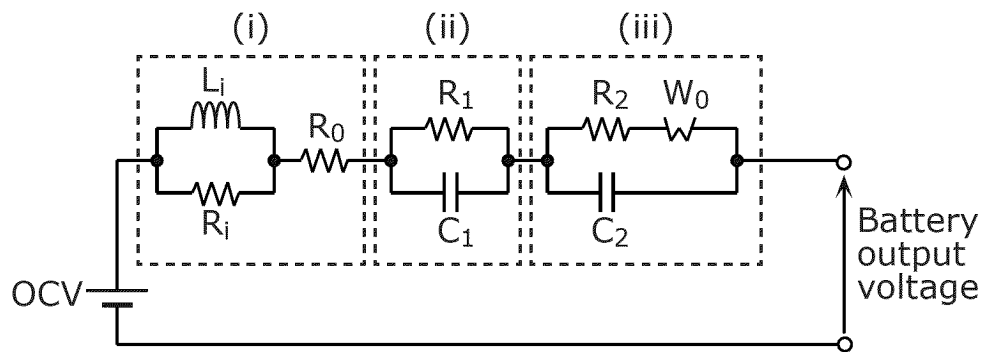 (i)
(ii)
(iii)
Li
R0
Ri
R1
C1
R2
W0
C2
OCV
Battery
output
voltage